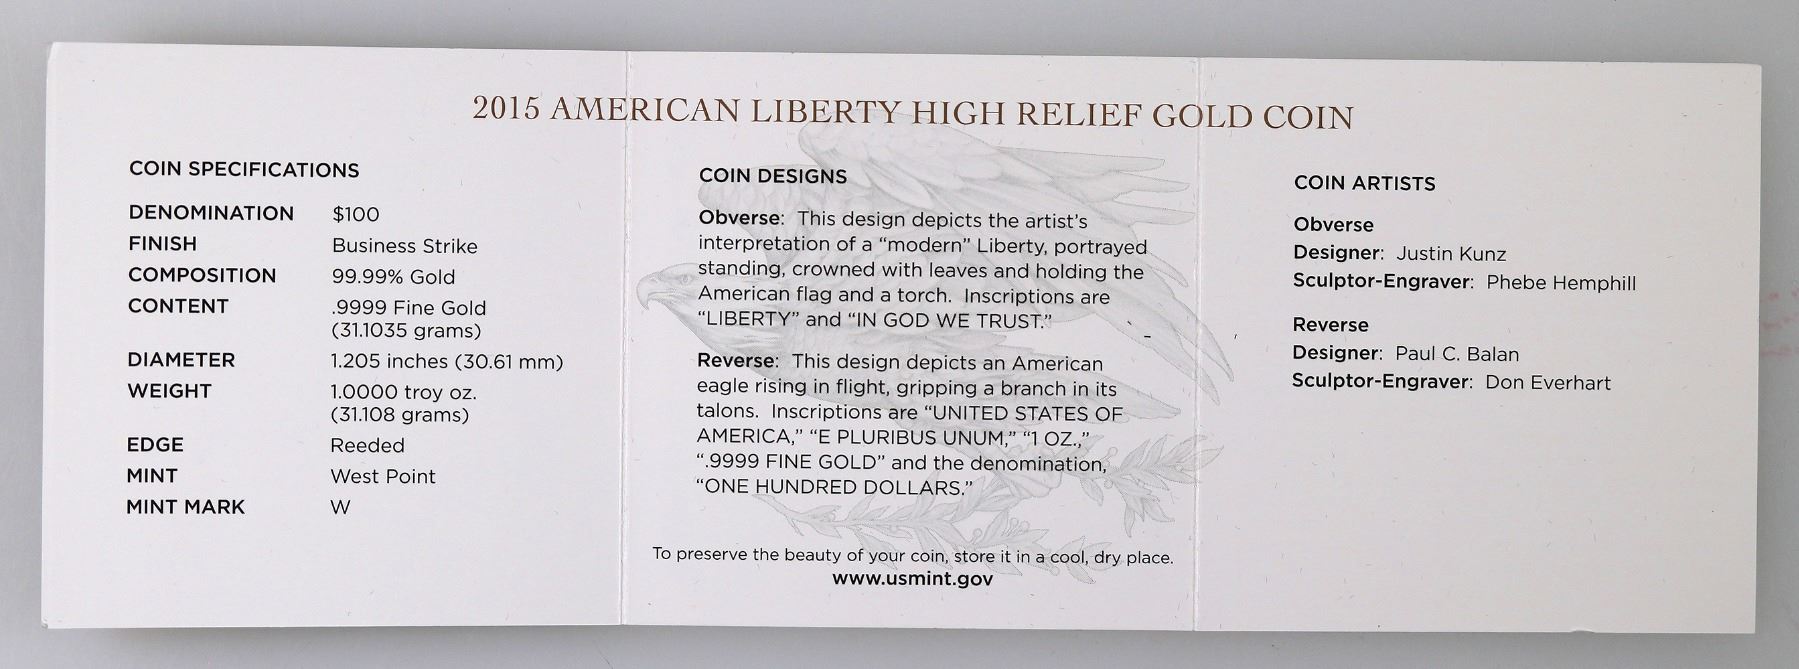 2015 AMERICAN LIBERTY HIGH RELIEF GOLD COIN
COIN SPECIFICATIONS
DENOMINATION $100
FINISH Business Strike
COMPOSITION 99.99% Gold
CONTENT .9999 Fine Gold
(31.1035 grams)
DIAMETER 1.205 inches (30.61 mm)
WEIGHT 1.0000 troy oz.
(31.108 grams)
EDGE Reeded
MINT West Point
MINT MARK W
COIN DESIGNS
Obverse: This design depicts the artist’s
interpretation of a “modern” Liberty, portrayed
standing, crowned with leaves and holding the
American flag and a torch. Inscriptions are
“LIBERTY” and “IN GOD WE TRUST.”
Reverse: This design depicts an American
eagle rising in flight, gripping a branch in its
talons. Inscriptions are “UNITED STATES OF
AMERICA,” “E PLURIBUS UNUM,” “1 OZ.,”
“.9999 FINE GOLD” and the denomination,
“ONE HUNDRED DOLLARS.”
To preserve the beauty of your coin, store it in a cool, dry place.
www.usmint.gov
COIN ARTISTS
Obverse
Designer: Justin Kunz
Sculptor-Engraver: Phebe Hemphill
Reverse
Designer: Paul C. Balan
Sculptor-Engraver: Don Everhart